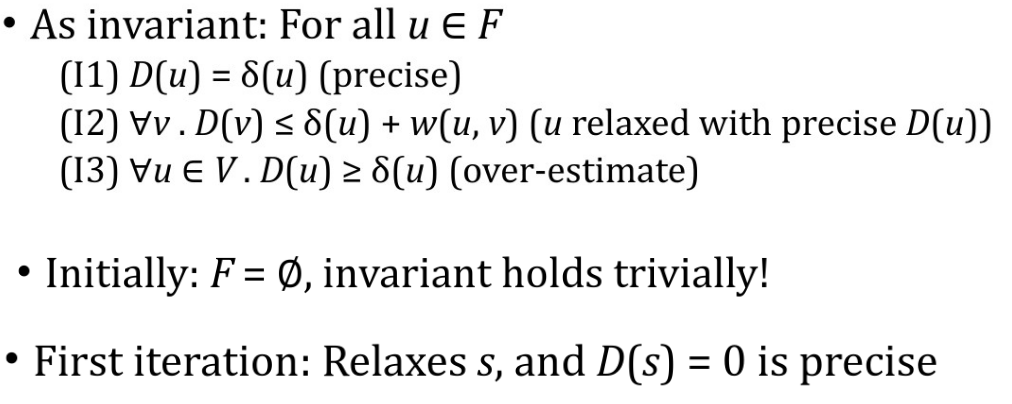 • As invariant: For all u ∈ F
(I1) D(u) = δ(u) (precise)
(I2) ∀v . D(v) ≤ δ(u) + w(u, v) (u relaxed with precise D(u))
(I3) ∀u ∈ V . D(u) ≥ δ(u) (over-estimate)
• Initially: F = ∅, invariant holds trivially!
• First iteration: Relaxes s, and D(s) = 0 is precise